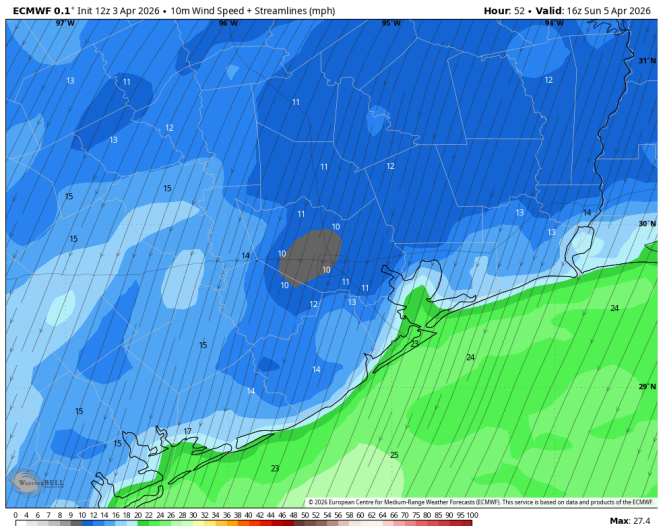 ECMWF 0.1° Init 12z 3 Apr 2026 • 10m Wind Speed + Streamlines (mph)
Hour: 52 • Valid: 16z Sun 5 Apr 2026
97°W 96°W 95°W 94°W
31°N
13 11 12
11
13 12
11 12
15 15
11 13 14
10 13 30°N
15 14 10
10
10 11 11
12 13
24
15 23 24
14 29°N
14
15
17
15
25
23
WEATHERBELL
© 2026 European Centre for Medium-Range Weather Forecasts (ECMWF). This service is based on data and products of the ECMWF.
0 4 6 7 8 9 10 12 14 16 18 20 22 24 26 28 30 32 34 36 38 40 42 44 46 48 50 52 54 56 58 60 62 64 66 68 70 75 80 85 90 95 100
Max: 27.4